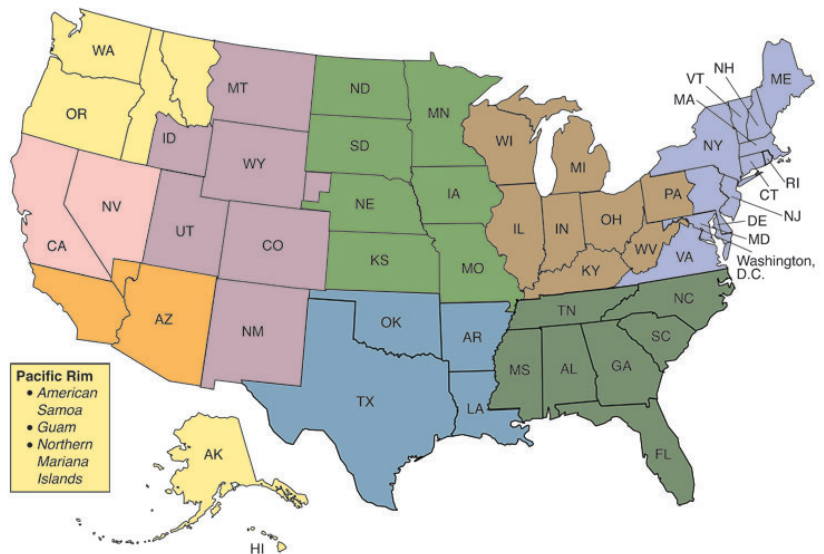 WA
OR
MT
ID
WY
NV
CA
UT
CO
AZ
NM
ND
SD
NE
KS
MN
IA
MO
OK
TX
AR
LA
WI
MI
IL
IN
OH
KY
WV
PA
TN
NC
SC
MS
AL
GA
FL
VA
NY
VT
NH
MA
ME
RI
CT
NJ
DE
MD
Washington,
D.C.
Pacific Rim
• American
Samoa
• Guam
• Northern
Mariana
Islands
AK
HI